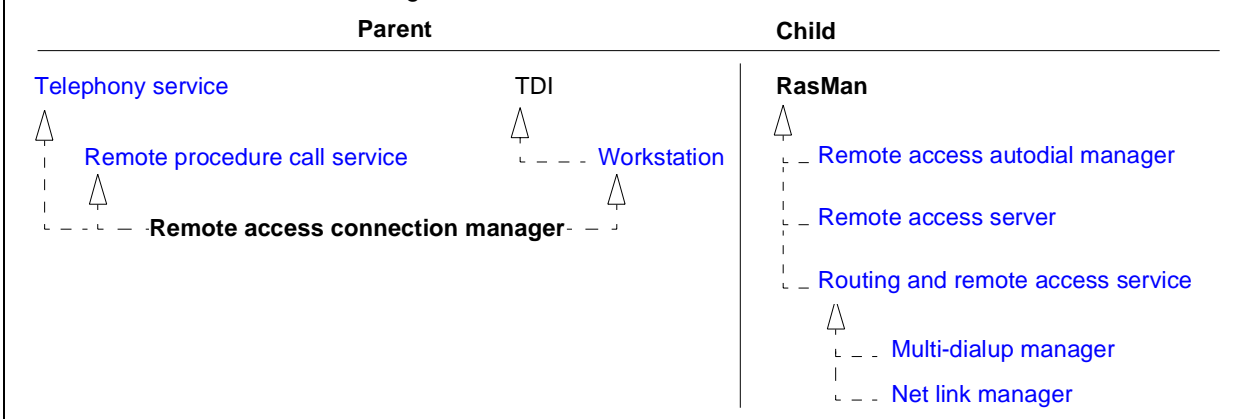 Parent Child
Telephony service TDI RasMan
Remote procedure call service Workstation Remote access autodial manager
Remote access connection manager Remote access server
Routing and remote access service
Multi-dialup manager
Net link manager